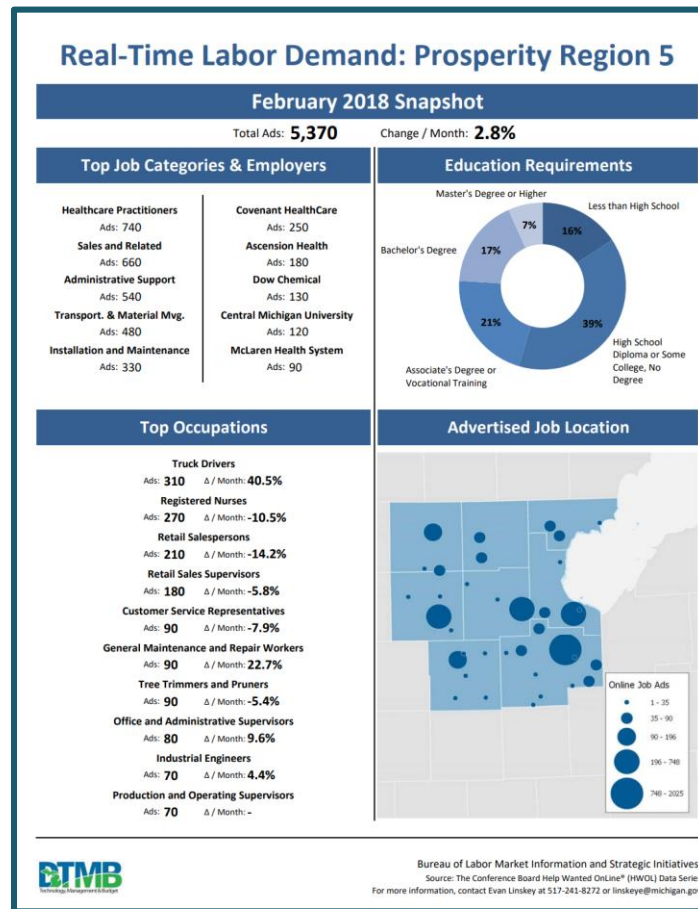 Real-Time Labor Demand: Prosperity Region 5
February 2018 Snapshot
Total Ads: 5,370 Change / Month: 2.8%
Top Job Categories & Employers
Healthcare Practitioners
Ads: 740
Sales and Related
Ads: 660
Administrative Support
Ads: 540
Transport. & Material Mvg.
Ads: 480
Installation and Maintenance
Ads: 330
Covenant HealthCare
Ads: 250
Ascension Health
Ads: 180
Dow Chemical
Ads: 130
Central Michigan University
Ads: 120
McLaren Health System
Ads: 90
Education Requirements
Master's Degree or Higher
7%
Less than High School
16%
Bachelor's Degree
17%
21%
39%
Associate's Degree or
Vocational Training
High School
Diploma or Some
College, No
Degree
Top Occupations
Truck Drivers
Ads: 310 Δ / Month: 40.5%
Registered Nurses
Ads: 270 Δ / Month: -10.5%
Retail Salespersons
Ads: 210 Δ / Month: -14.2%
Retail Sales Supervisors
Ads: 180 Δ / Month: -5.8%
Customer Service Representatives
Ads: 90 Δ / Month: -7.9%
General Maintenance and Repair Workers
Ads: 90 Δ / Month: 22.7%
Tree Trimmers and Pruners
Ads: 90 Δ / Month: -5.4%
Office and Administrative Supervisors
Ads: 80 Δ / Month: 9.6%
Industrial Engineers
Ads: 70 Δ / Month: 4.4%
Production and Operating Supervisors
Ads: 70 Δ / Month: -
Advertised Job Location
Online Job Ads
1 - 35
35 - 90
90 - 196
196 - 748
748 - 2025
DTMB
Technology, Management & Budget
Bureau of Labor Market Information and Strategic Initiatives
Source: The Conference Board Help Wanted OnLine® (HWOL) Data Serie
For more information, contact Evan Linskey at 517-241-8272 or linskeye@michigan.gov